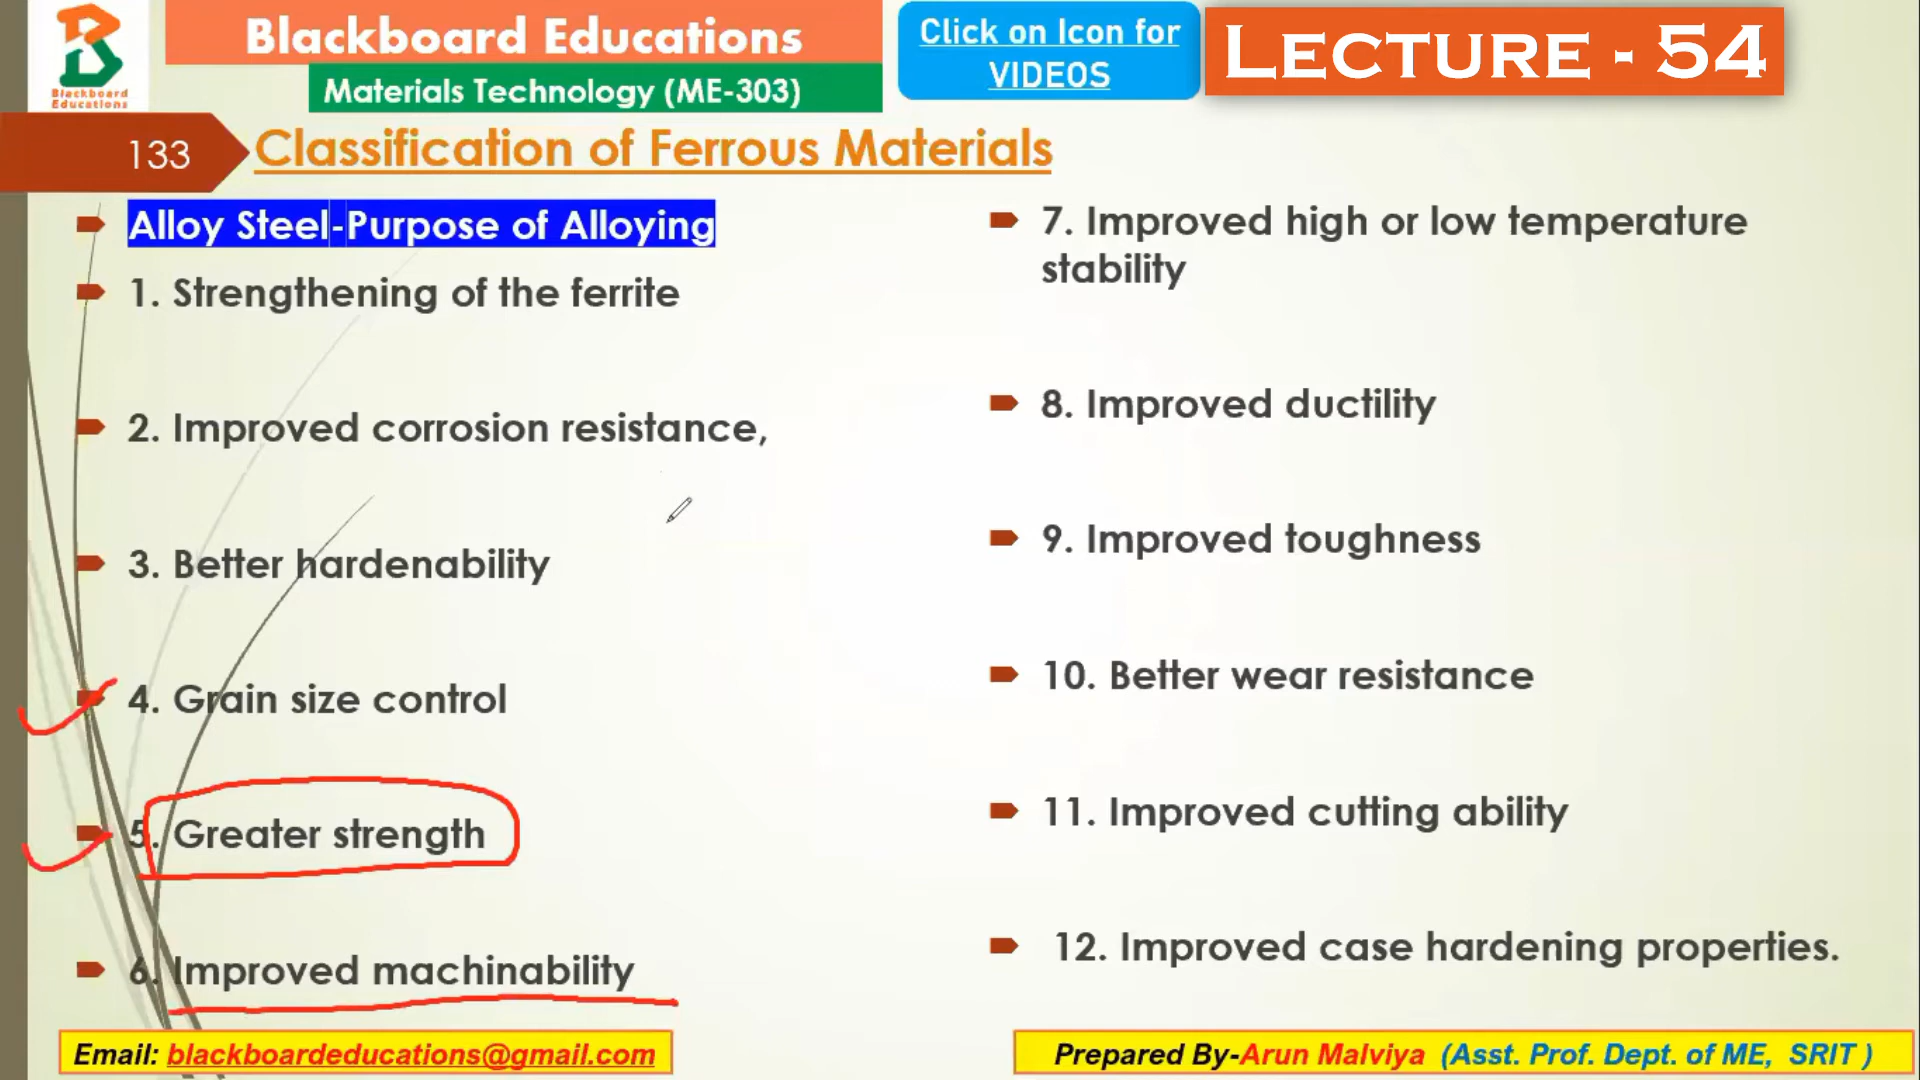 Blackboard Educations
Materials Technology (ME-303)
Blackboard
Educations
Click on Icon for
VIDEOS
LECTURE - 54
133
Classification of Ferrous Materials
Alloy Steel-Purpose of Alloying
1. Strengthening of the ferrite
2. Improved corrosion resistance,
3. Better hardenability
4. Grain size control
5. Greater strength
6. Improved machinability
7. Improved high or low temperature
stability
8. Improved ductility
9. Improved toughness
10. Better wear resistance
11. Improved cutting ability
12. Improved case hardening properties.
Email: blackboardeducations@gmail.com
Prepared By-Arun Malviya (Asst. Prof. Dept. of ME, SRIT )